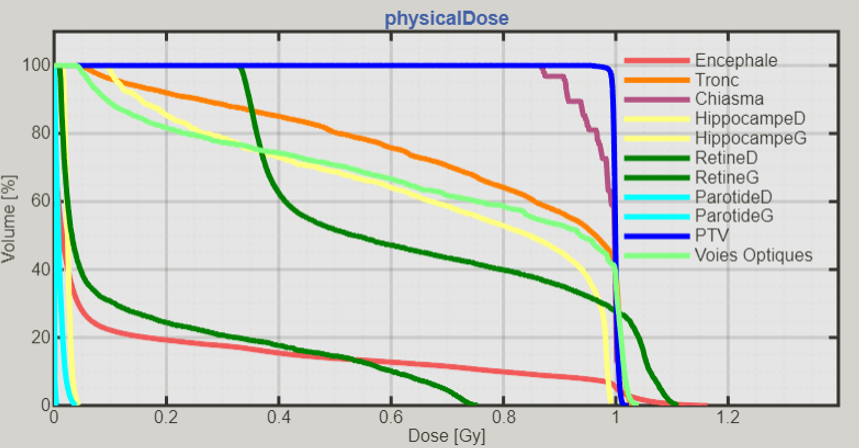 physicalDose
Volume [%]
100
80
60
40
20
0
0 0.2 0.4 0.6 0.8 1 1.2
Dose [Gy]
Encephale
Tronc
Chiasma
HippocampeD
HippocampeG
RetineD
RetineG
ParotideD
ParotideG
PTV
Voies Optiques